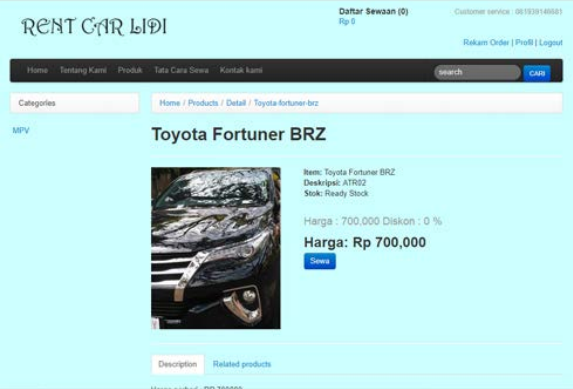 RENT CAR LIDI
Daftar Sewaan (0)
Rp 0
Customer service : 081939146681
Rekam Order | Profil | Logout
Home Tentang Kami Produk Tata Cara Sewa Kontak kami
search CARI
Categories
Home / Products / Detail / Toyota-fortuner-brz
MPV
Toyota Fortuner BRZ
Item: Toyota Fortuner BRZ
Deskripsi: ATR02
Stok: Ready Stock
Harga : 700,000 Diskon : 0 %
Harga: Rp 700,000
Sewa
Description Related products